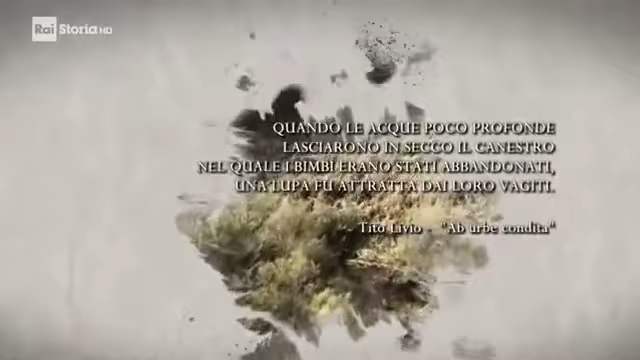 Rai Storia HD
QUANDO LE ACQUE POCO PROFONDE
LASCIARONO IN SECCO IL CANESTRO
NEL QUALE I BIMBI ERANO STATI ABBANDONATI,
UNA LUPA FU ATTRATTA DAI LORO VAGITI.
Tito Livio - "Ab urbe condita"